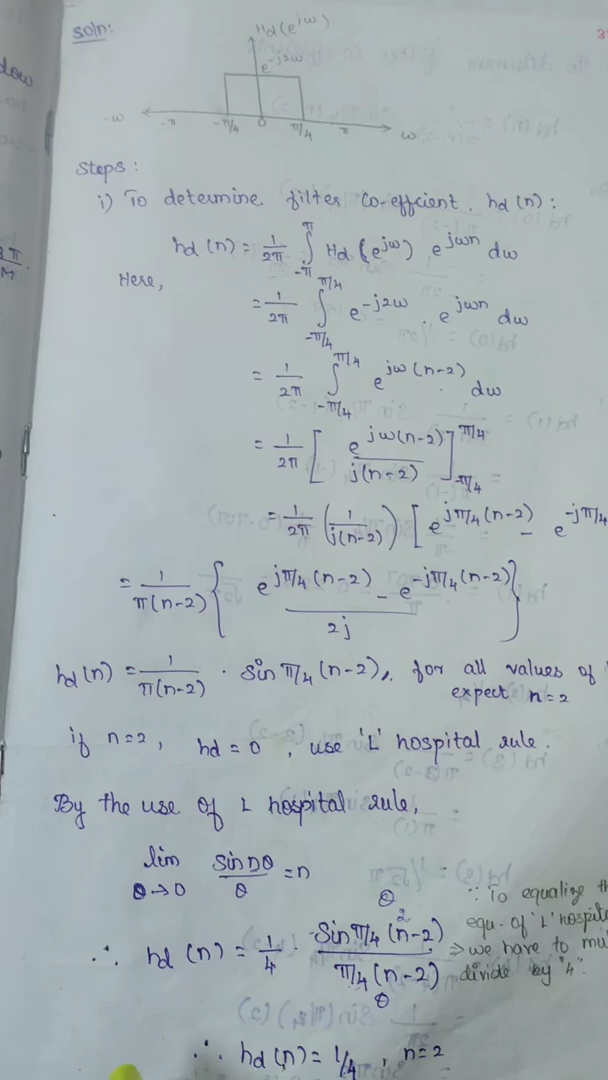 soln:
Hd(e^jω)
e^-j2ω
-ω -π -π/4 0 π/4 π ω
Steps:
i) To determine filter co-effcient. hd(n):
hd(n) = 1/2π ∫_-π^π Hd(e^jω) e^jωn dω
Here,
= 1/2π ∫_-π/4^π/4 e^-j2ω . e^jωn dω
= 1/2π ∫_-π/4^π/4 e^jω(n-2) . dω
= 1/2π [ e^jω(n-2) / j(n-2) ]_-π/4^π/4
= 1/2π (1/j(n-2)) [ e^jπ/4(n-2) - e^-jπ/4
= 1/π(n-2) { e^jπ/4(n-2) - e^-jπ/4(n-2) / 2j }
hd(n) = 1/π(n-2) . sin π/4 (n-2), for all values of
expect n=2
if n=2, hd = 0, use 'L' hospital rule.
By the use of L hospital rule,
lim θ→0 sin nθ / θ = n
∵ To equalize
equ. of 'L'
⇒ we have to
divide by "4".
∴ hd(n) = 1/4 . sin π/4 (n-2) / π/4 (n-2)
θ
2
θ
∴ hd(n) = 1/4, n=2